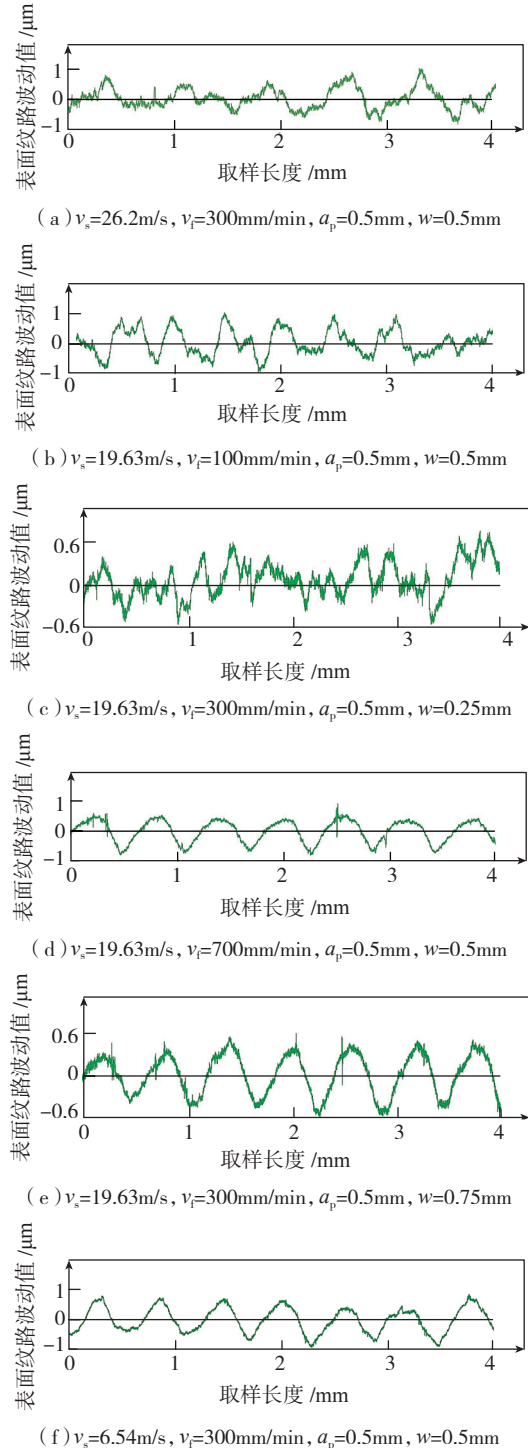 表面纹路波动值 /μm
1
0
−1
0
1
2
3
4
取样长度 /mm
（a）vs=26.2m/s, vf=300mm/min, ap=0.5mm, w=0.5mm
表面纹路波动值 /μm
1
0
1
0
1
2
3
4
取样长度 /mm
（b）vs=19.63m/s, vf=100mm/min, ap=0.5mm, w=0.5mm
表面纹路波动值 /μm
0.6
0
−0.6
0
1
2
3
4
取样长度 /mm
（c）vs=19.63m/s, vf=300mm/min, ap=0.5mm, w=0.25mm
表面纹路波动值 /μm
1
0
−1
0
1
2
3
4
取样长度 /mm
（d）vs=19.63m/s, vf=700mm/min, ap=0.5mm, w=0.5mm
表面纹路波动值 /μm
0.6
0
−0.6
0
1
2
3
4
取样长度 /mm
（e）vs=19.63m/s, vf=300mm/min, ap=0.5mm, w=0.75mm
表面纹路波动值 /μm
1
0
−1
0
1
2
3
4
取样长度 /mm
（f）vs=6.54m/s, vf=300mm/min, ap=0.5mm, w=0.5mm